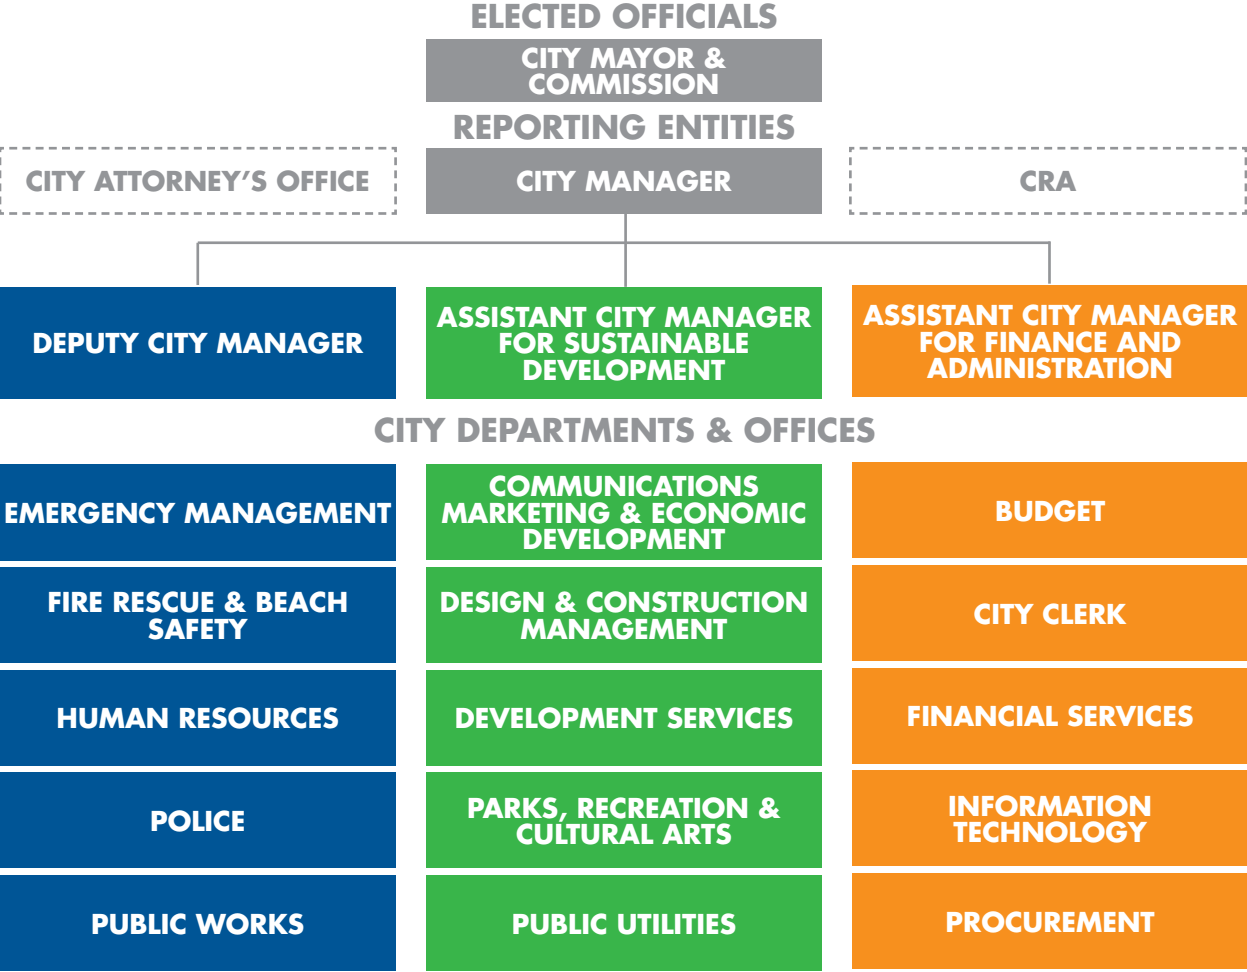 ELECTED OFFICIALS
CITY MAYOR &
COMMISSION
REPORTING ENTITIES
CITY ATTORNEY'S OFFICE
CITY MANAGER
CRA
DEPUTY CITY MANAGER
ASSISTANT CITY MANAGER
FOR SUSTAINABLE
DEVELOPMENT
ASSISTANT CITY MANAGER
FOR FINANCE AND
ADMINISTRATION
CITY DEPARTMENTS & OFFICES
EMERGENCY MANAGEMENT
COMMUNICATIONS
MARKETING & ECONOMIC
DEVELOPMENT
BUDGET
FIRE RESCUE & BEACH
SAFETY
DESIGN & CONSTRUCTION
MANAGEMENT
CITY CLERK
HUMAN RESOURCES
DEVELOPMENT SERVICES
FINANCIAL SERVICES
POLICE
PARKS, RECREATION &
CULTURAL ARTS
INFORMATION
TECHNOLOGY
PUBLIC WORKS
PUBLIC UTILITIES
PROCUREMENT